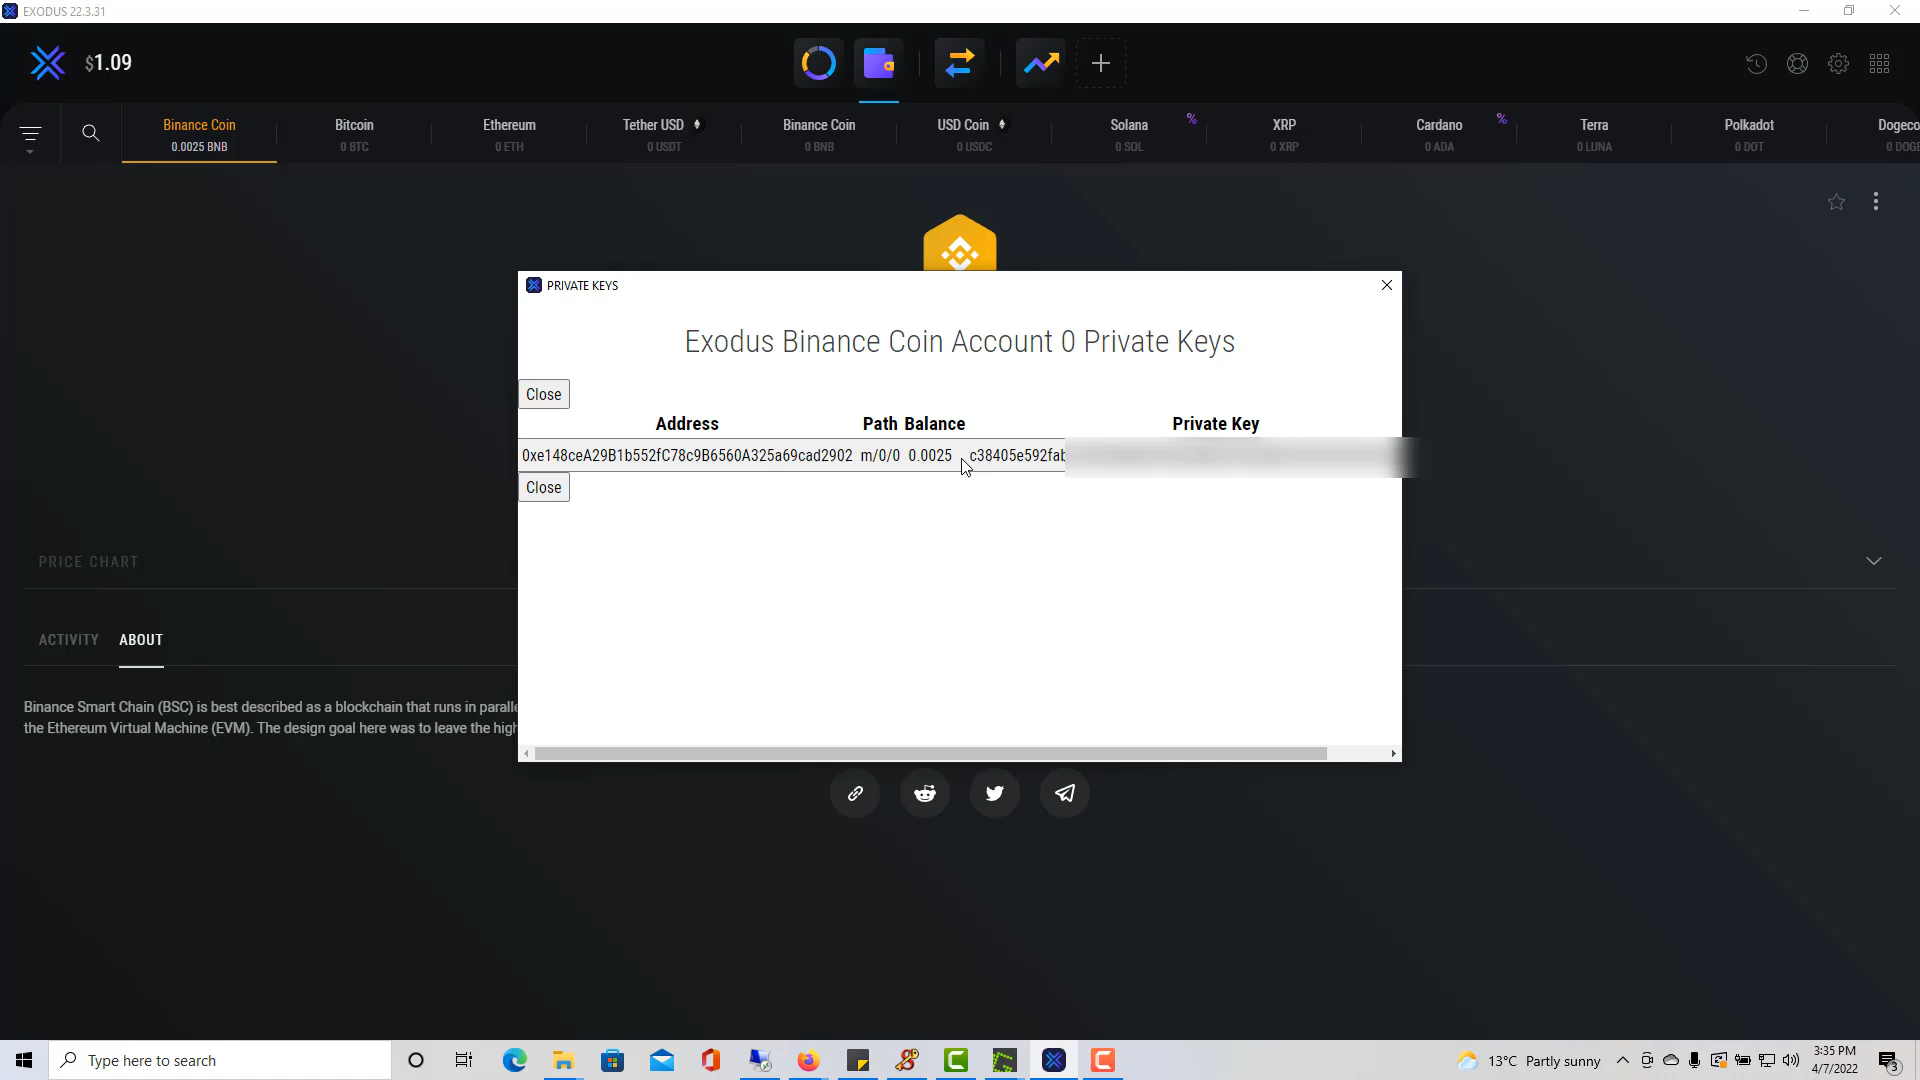 EXODUS 22.3.31
$1.09
Binance Coin
0.0025 BNB
Bitcoin
0 BTC
Ethereum
0 ETH
Tether USD
0 USDT
Binance Coin
0 BNB
USD Coin
0 USDC
Solana
0 SOL
%
XRP
0 XRP
Cardano
0 ADA
%
Terra
0 LUNA
Polkadot
0 DOT
Dogeco
0 DOGE
PRIVATE KEYS
Exodus Binance Coin Account 0 Private Keys
Close
Address Path Balance Private Key
0xe148ceA29B1b552fC78c9B6560A325a69cad2902 m/0/0 0.0025 c38405e592fab
Close
PRICE CHART
ACTIVITY ABOUT
Binance Smart Chain (BSC) is best described as a blockchain that runs in paralle
the Ethereum Virtual Machine (EVM). The design goal here was to leave the high
Type here to search
13°C Partly sunny
3:35 PM
4/7/2022
3